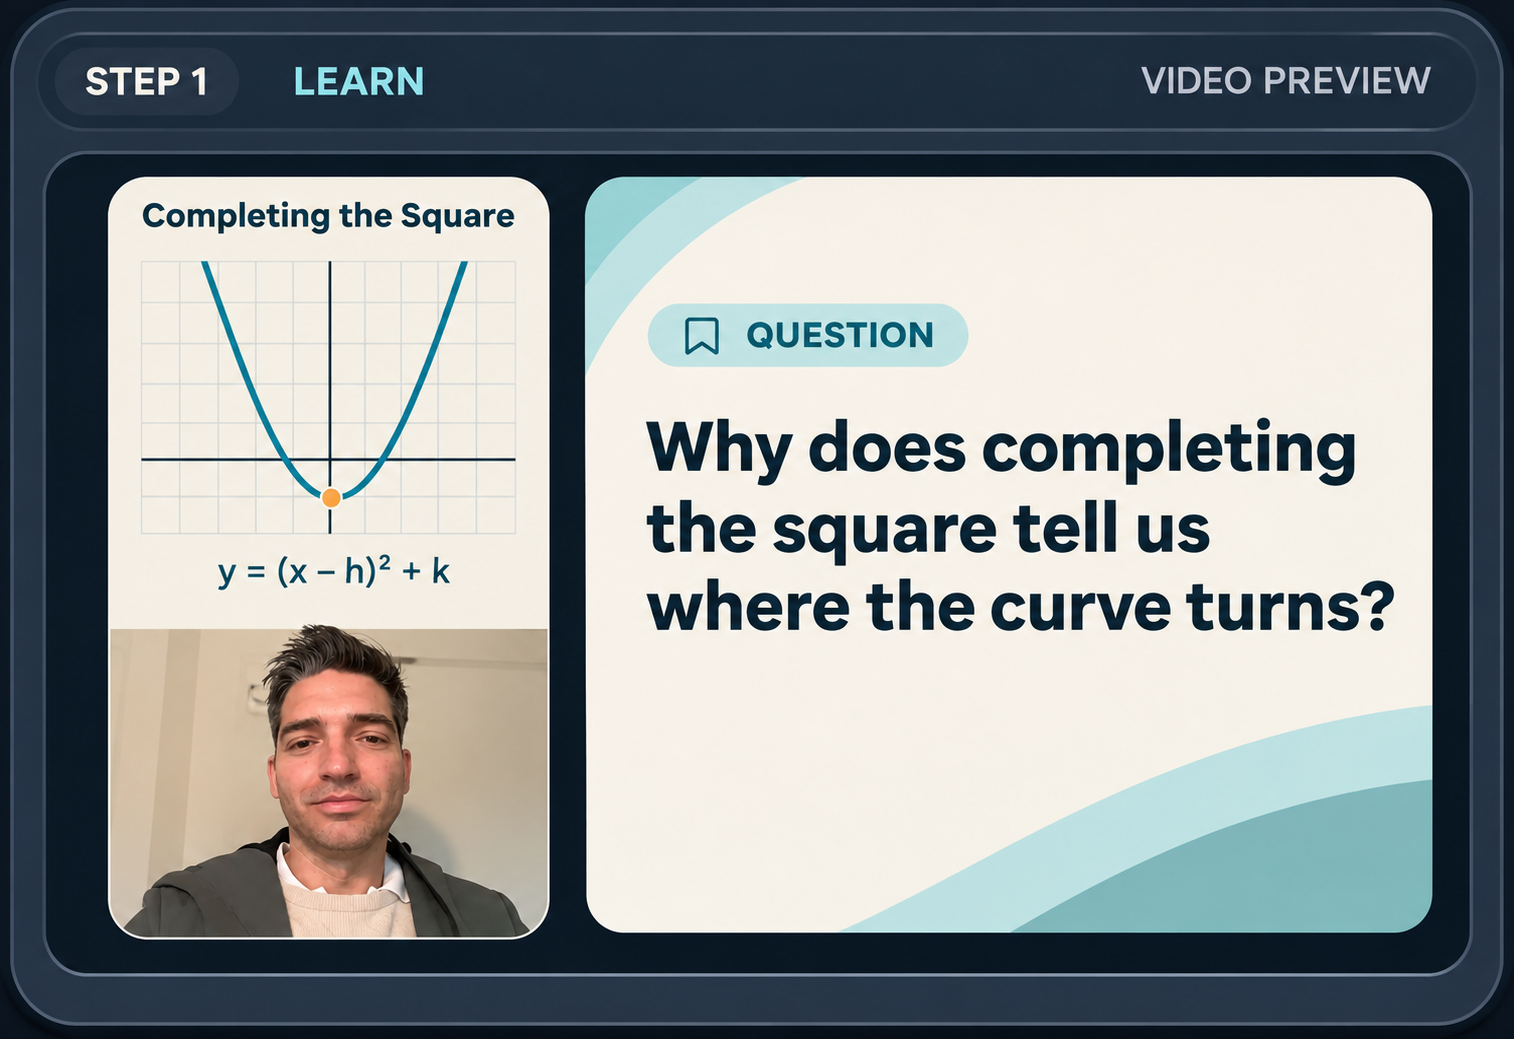 STEP 1
LEARN
VIDEO PREVIEW
Completing the Square
y = (x – h)² + k
QUESTION
Why does completing
the square tell us
where the curve turns?